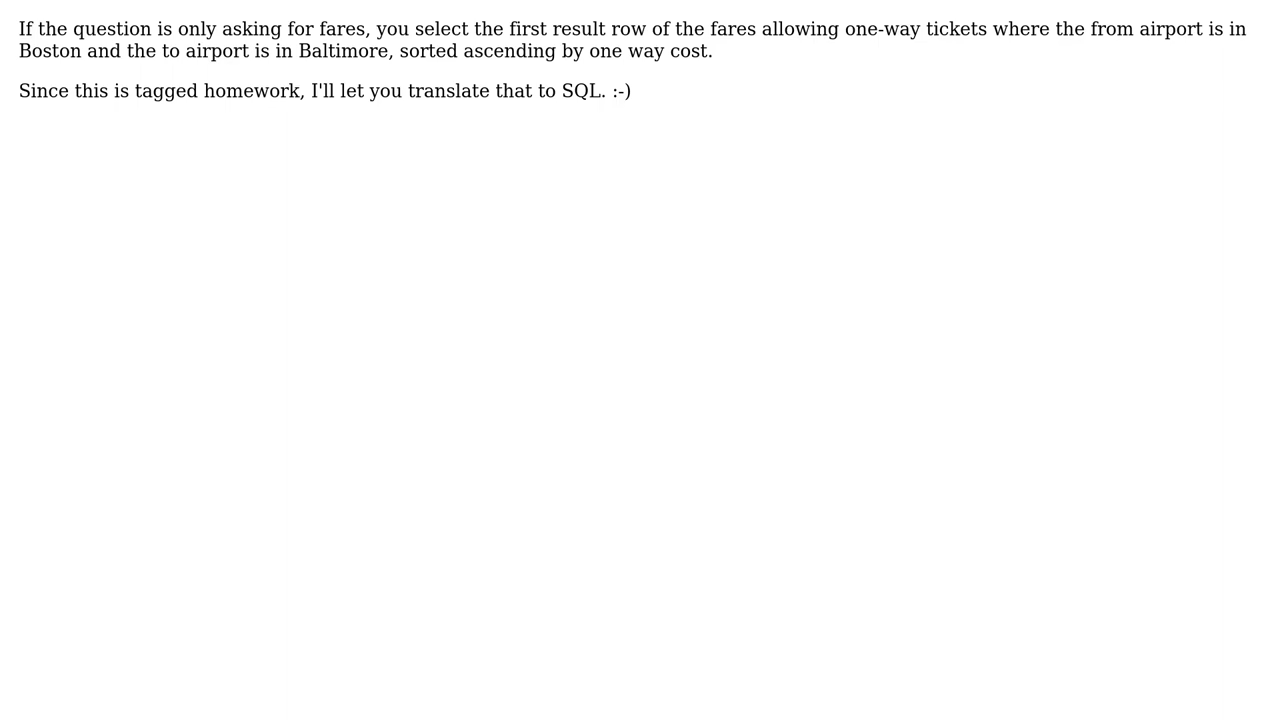 If the question is only asking for fares, you select the first result row of the fares allowing one-way tickets where the from airport is in
Boston and the to airport is in Baltimore, sorted ascending by one way cost.
Since this is tagged homework, I'll let you translate that to SQL. :-)